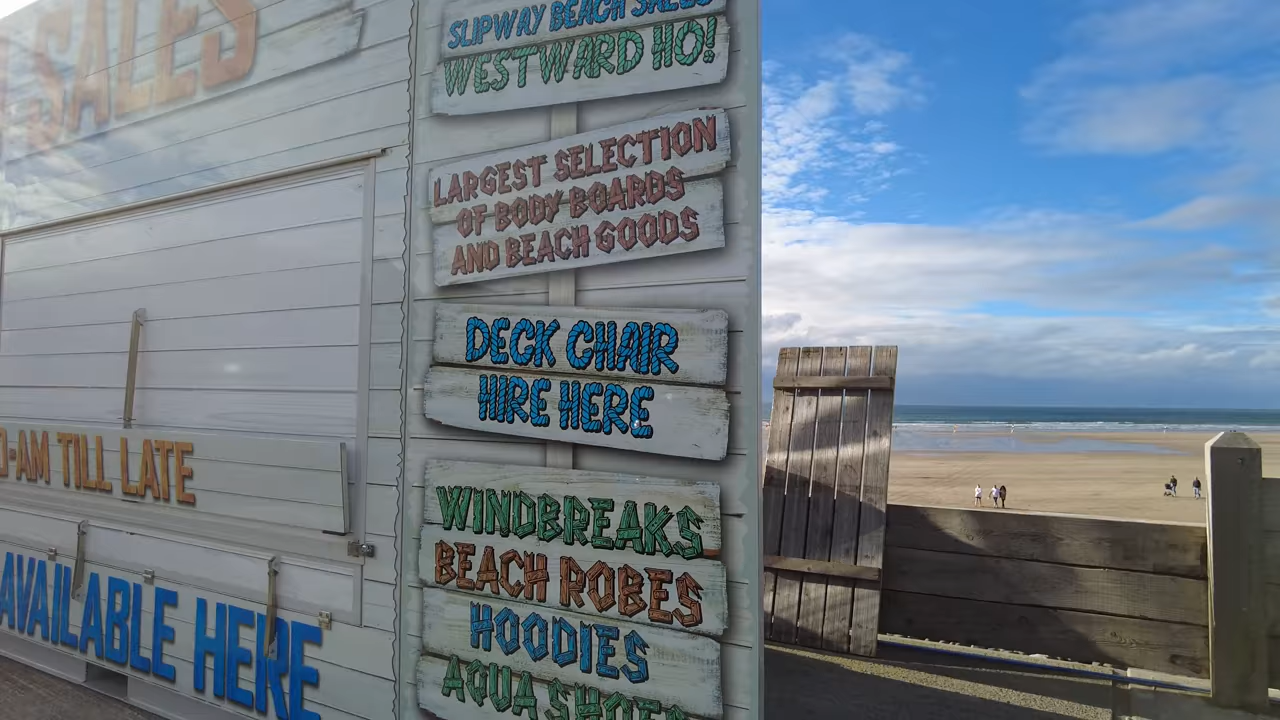 SALES
SLIPWAY BEACH SALES
WESTWARD HO!
LARGEST SELECTION
OF BODY BOARDS
AND BEACH GOODS
DECK CHAIR
HIRE HERE
-AM TILL LATE
AVAILABLE HERE
WINDBREAKS
BEACH ROBES
HOODIES
AQUA SHOES